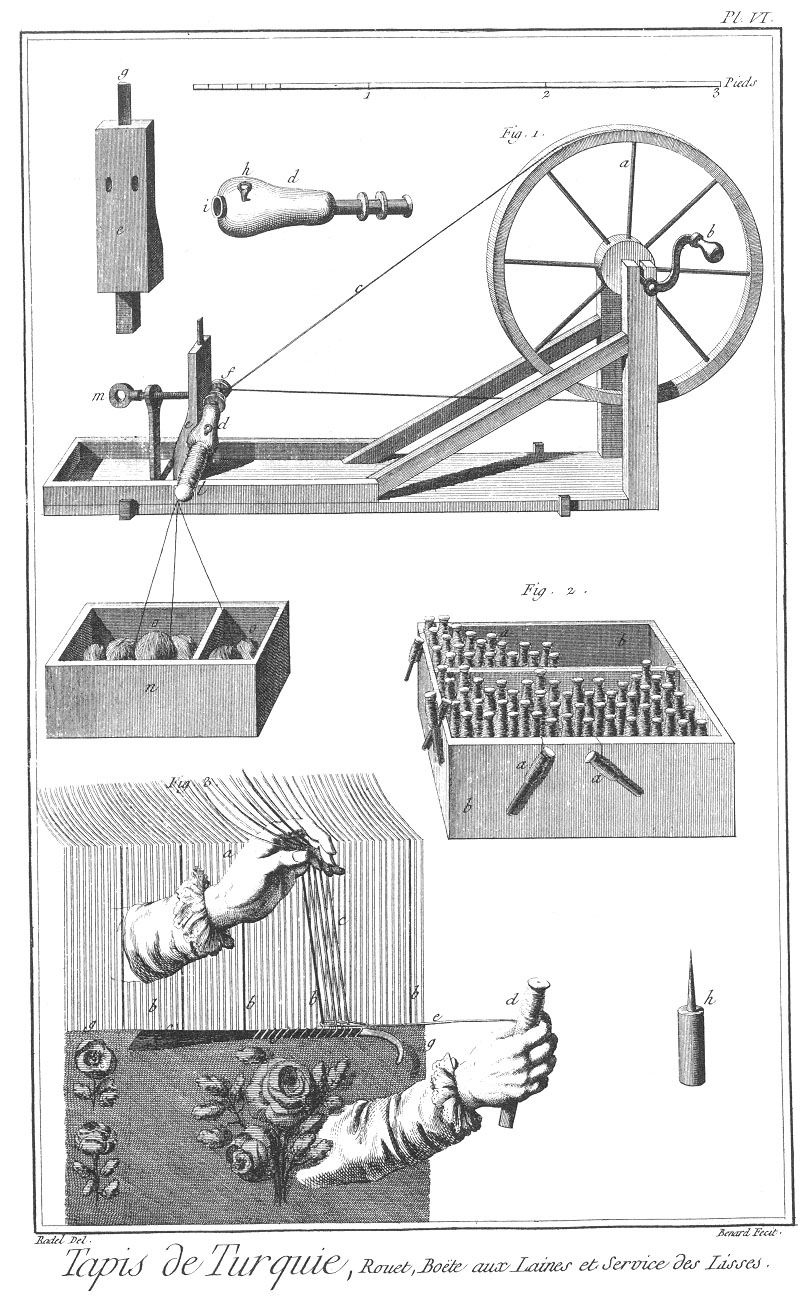 Pl. VI.
Pieds
1 2 3
g
Fig. 1.
h d
a
i
b
e
c
f
m
d
l
Fig. 2.
o o
a b
n
a a
b
Fig. 3.
a
c
b b b b
d
h
e
g
g
Radel Del.
Benard Fecit.
Tapis de Turquie, Rouet, Boëte aux Laines et Service des Lisses.